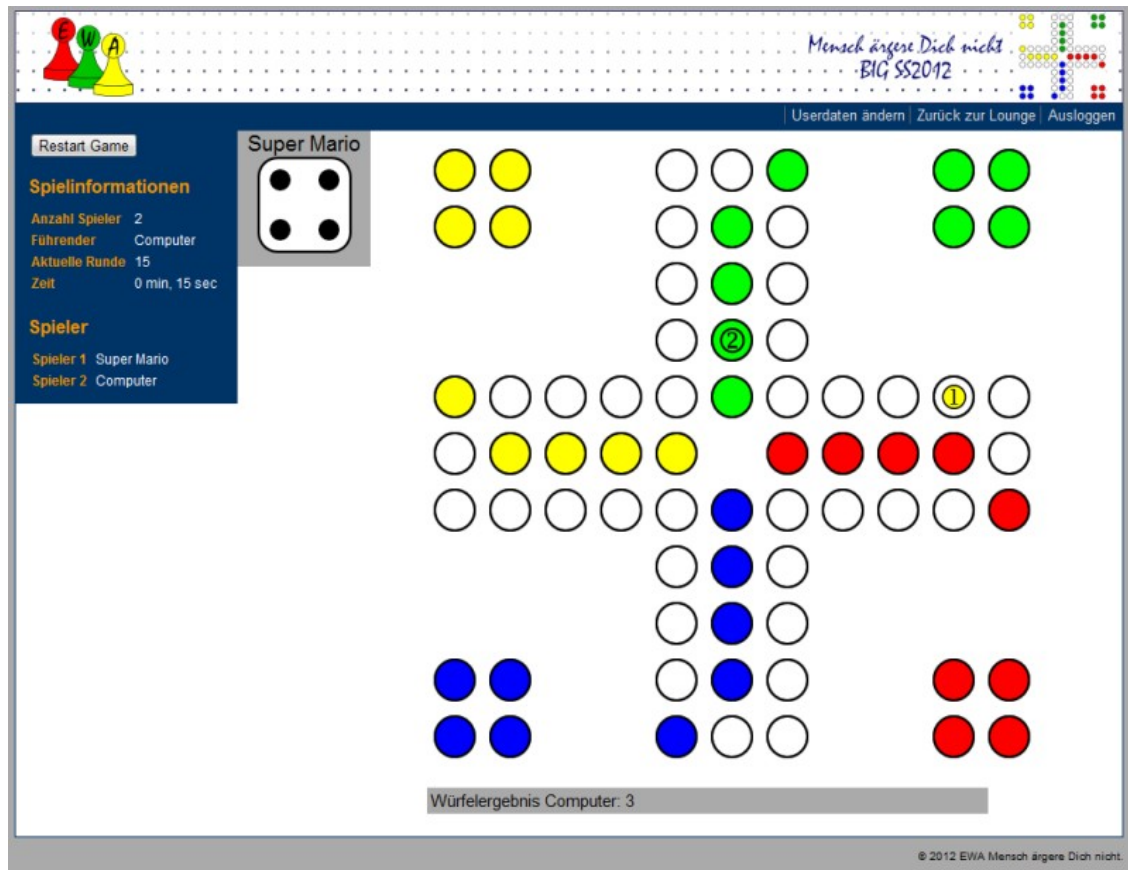 E W A
Mensch ärgere Dich nicht
BIG SS2012
Userdaten ändern Zurück zur Lounge Ausloggen
Restart Game
Spielinformationen
Anzahl Spieler 2
Führender Computer
Aktuelle Runde 15
Zeit 0 min, 15 sec
Spieler
Spieler 1 Super Mario
Spieler 2 Computer
Super Mario
2
1
Würfelergebnis Computer: 3
© 2012 EWA Mensch ärgere Dich nicht.